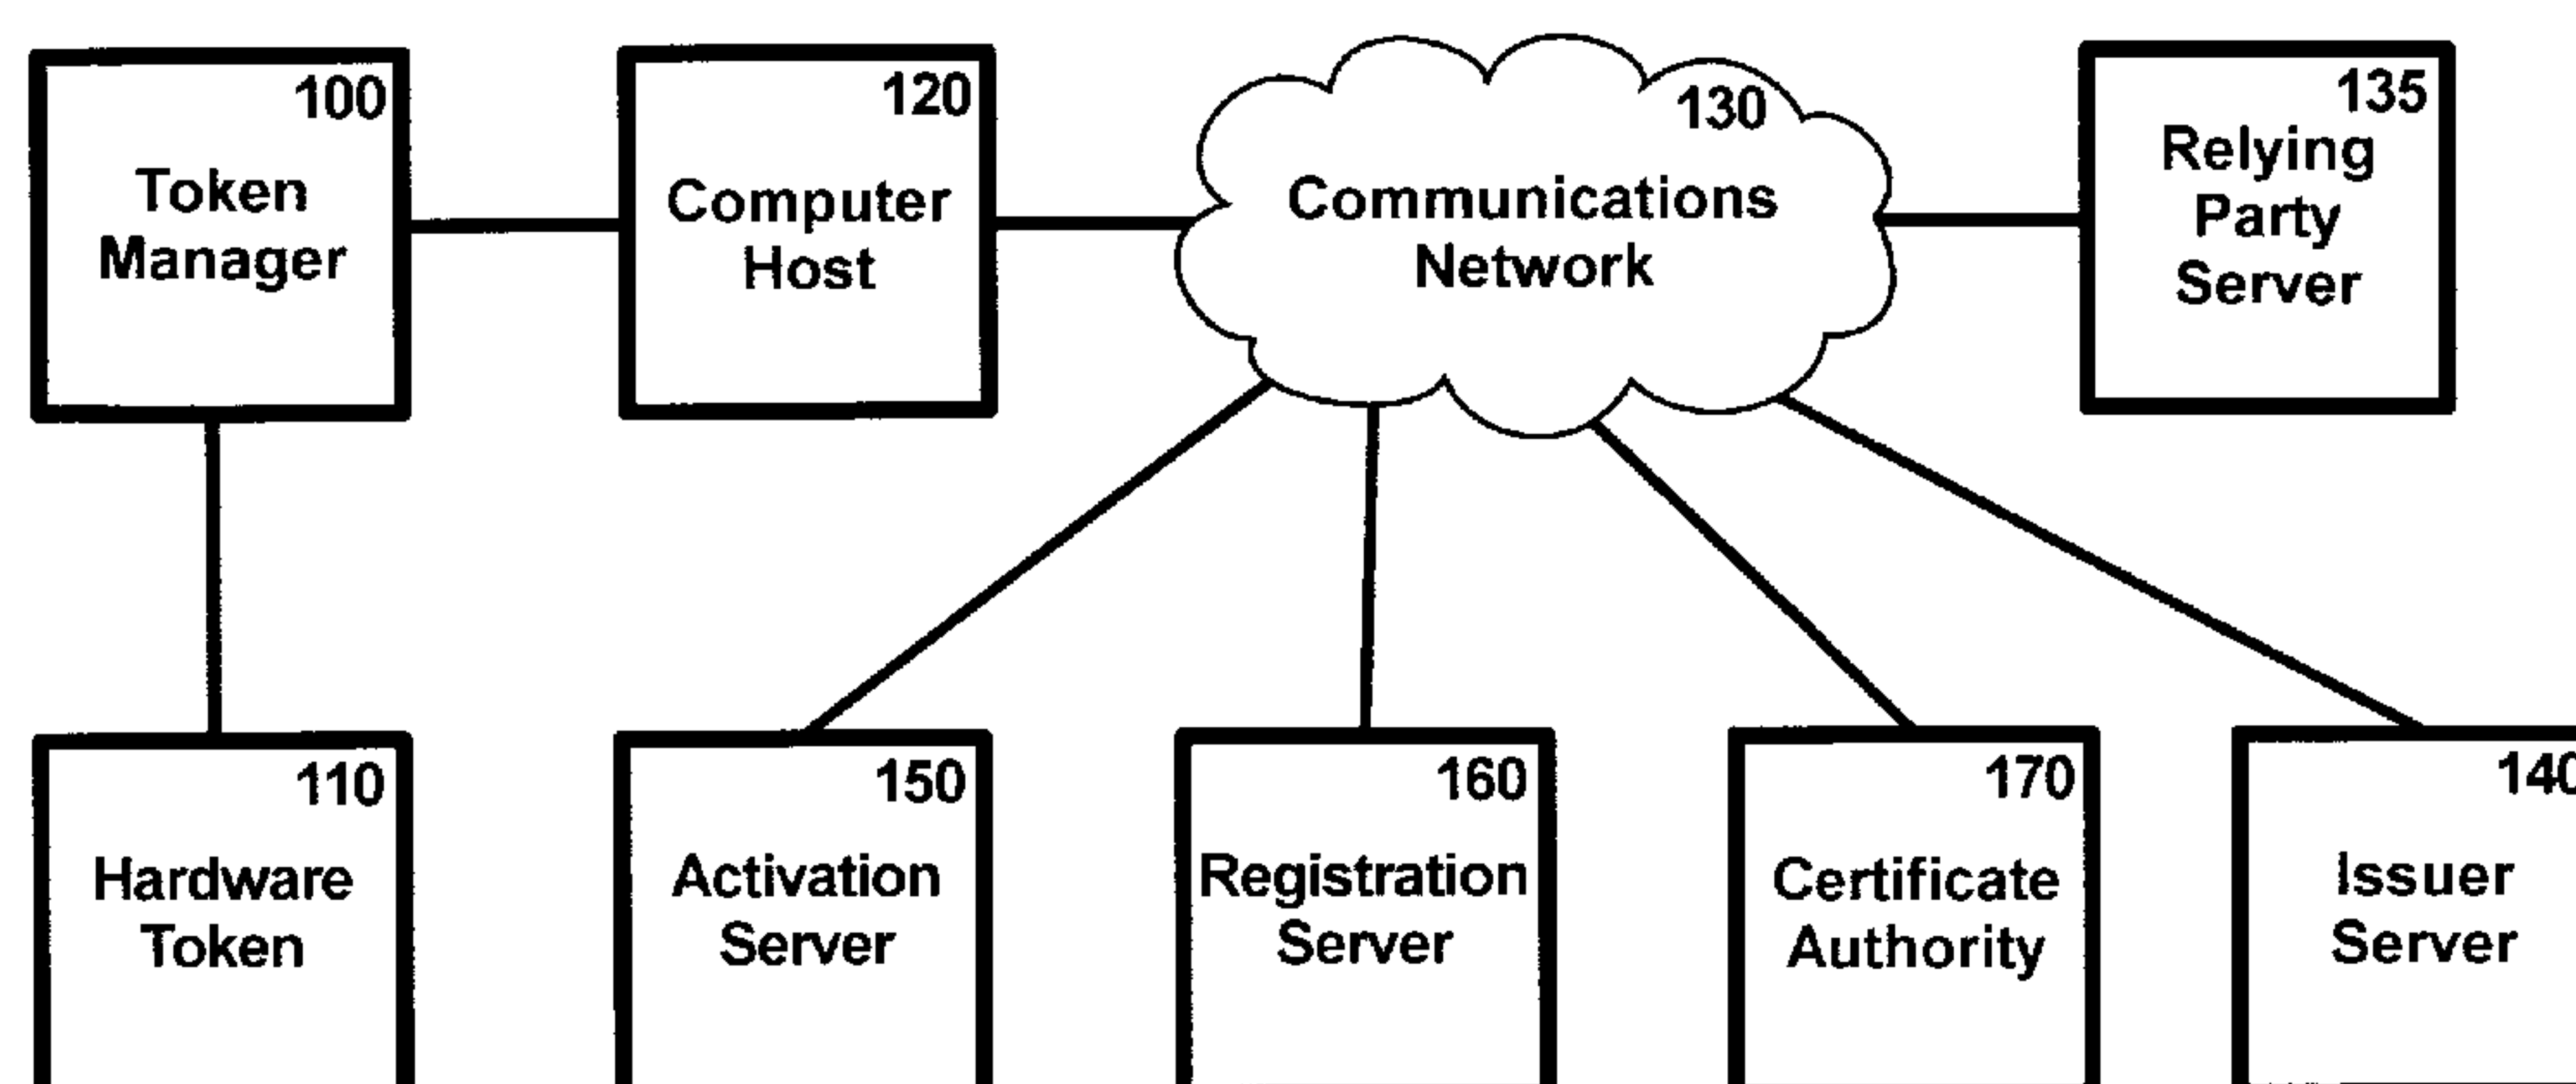 100
Token
Manager
120
Computer
Host
130
Communications
Network
135
Relying
Party
Server
110
Hardware
Token
150
Activation
Server
160
Registration
Server
170
Certificate
Authority
140
Issuer
Server